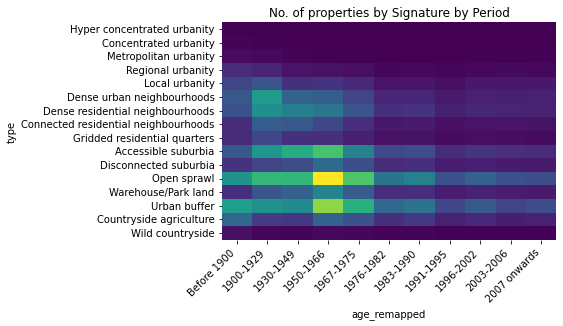 No. of properties by Signature by Period
type
Hyper concentrated urbanity
Concentrated urbanity
Metropolitan urbanity
Regional urbanity
Local urbanity
Dense urban neighbourhoods
Dense residential neighbourhoods
Connected residential neighbourhoods
Gridded residential quarters
Accessible suburbia
Disconnected suburbia
Open sprawl
Warehouse/Park land
Urban buffer
Countryside agriculture
Wild countryside
Before 1900
1900-1929
1930-1949
1950-1966
1967-1975
1976-1982
1983-1990
1991-1995
1996-2002
2003-2006
2007 onwards
age_remapped